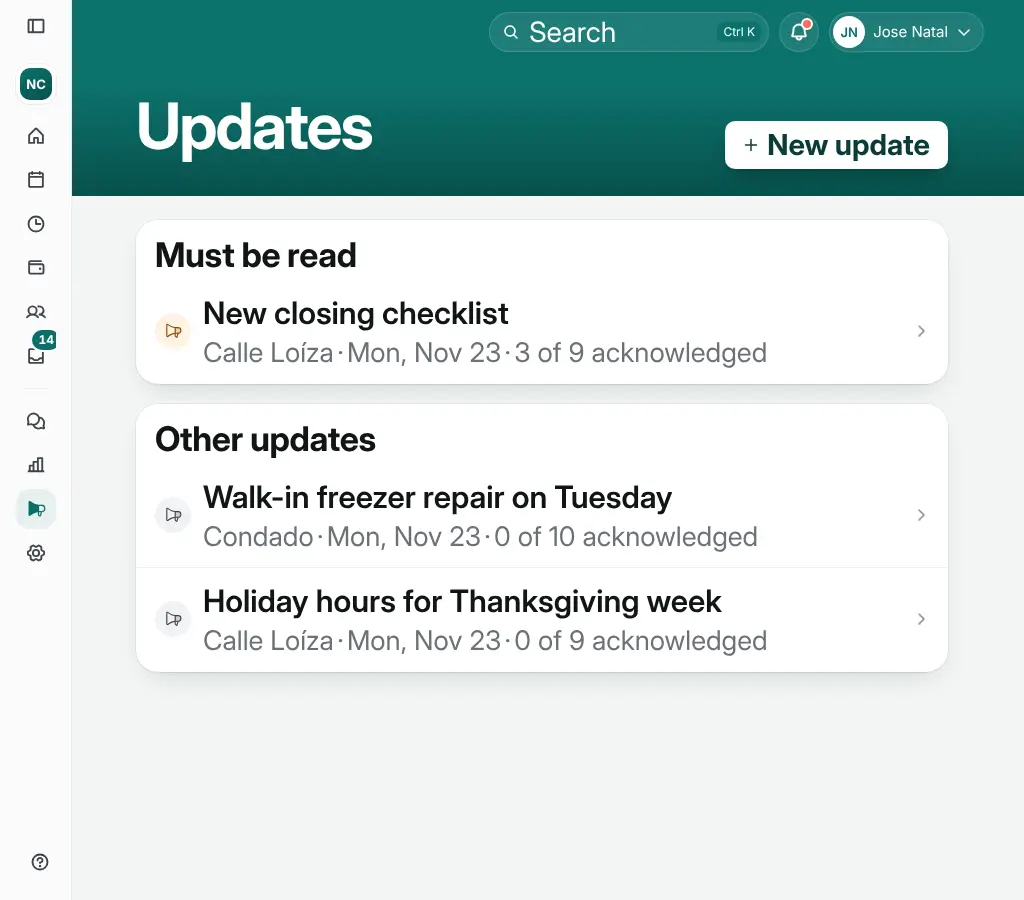 Search
Ctrl K
JN
Jose Natal
NC
Updates
+ New update
Must be read
New closing checklist
Calle Loíza · Mon, Nov 23 · 3 of 9 acknowledged
14
Other updates
Walk-in freezer repair on Tuesday
Condado · Mon, Nov 23 · 0 of 10 acknowledged
Holiday hours for Thanksgiving week
Calle Loíza · Mon, Nov 23 · 0 of 9 acknowledged